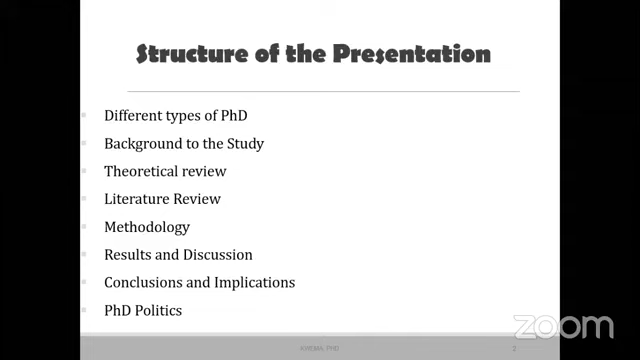 Structure of the Presentation
Different types of PhD
Background to the Study
Theoretical review
Literature Review
Methodology
Results and Discussion
Conclusions and Implications
PhD Politics
2
zoom